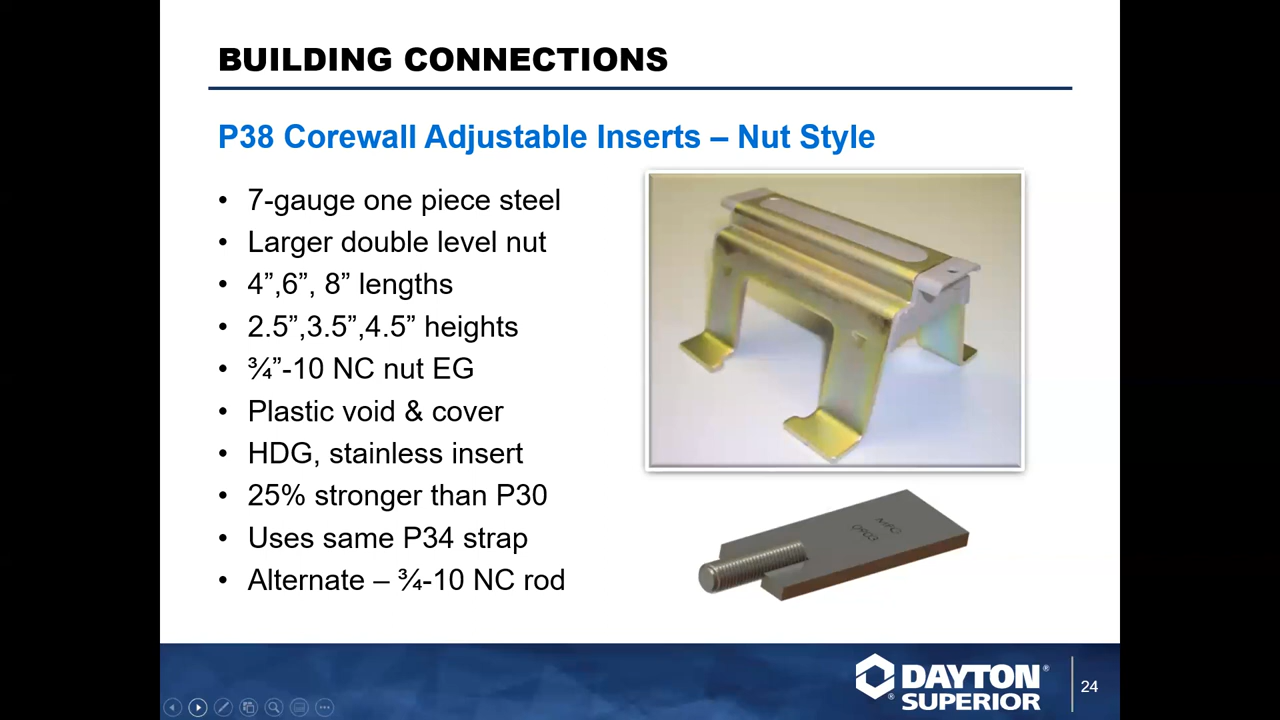 BUILDING CONNECTIONS
P38 Corewall Adjustable Inserts – Nut Style
• 7-gauge one piece steel
• Larger double level nut
• 4”,6”, 8” lengths
• 2.5”,3.5”,4.5” heights
• ¾”-10 NC nut EG
• Plastic void & cover
• HDG, stainless insert
• 25% stronger than P30
• Uses same P34 strap
• Alternate – ¾-10 NC rod
DAYTON®
® SUPERIOR
24